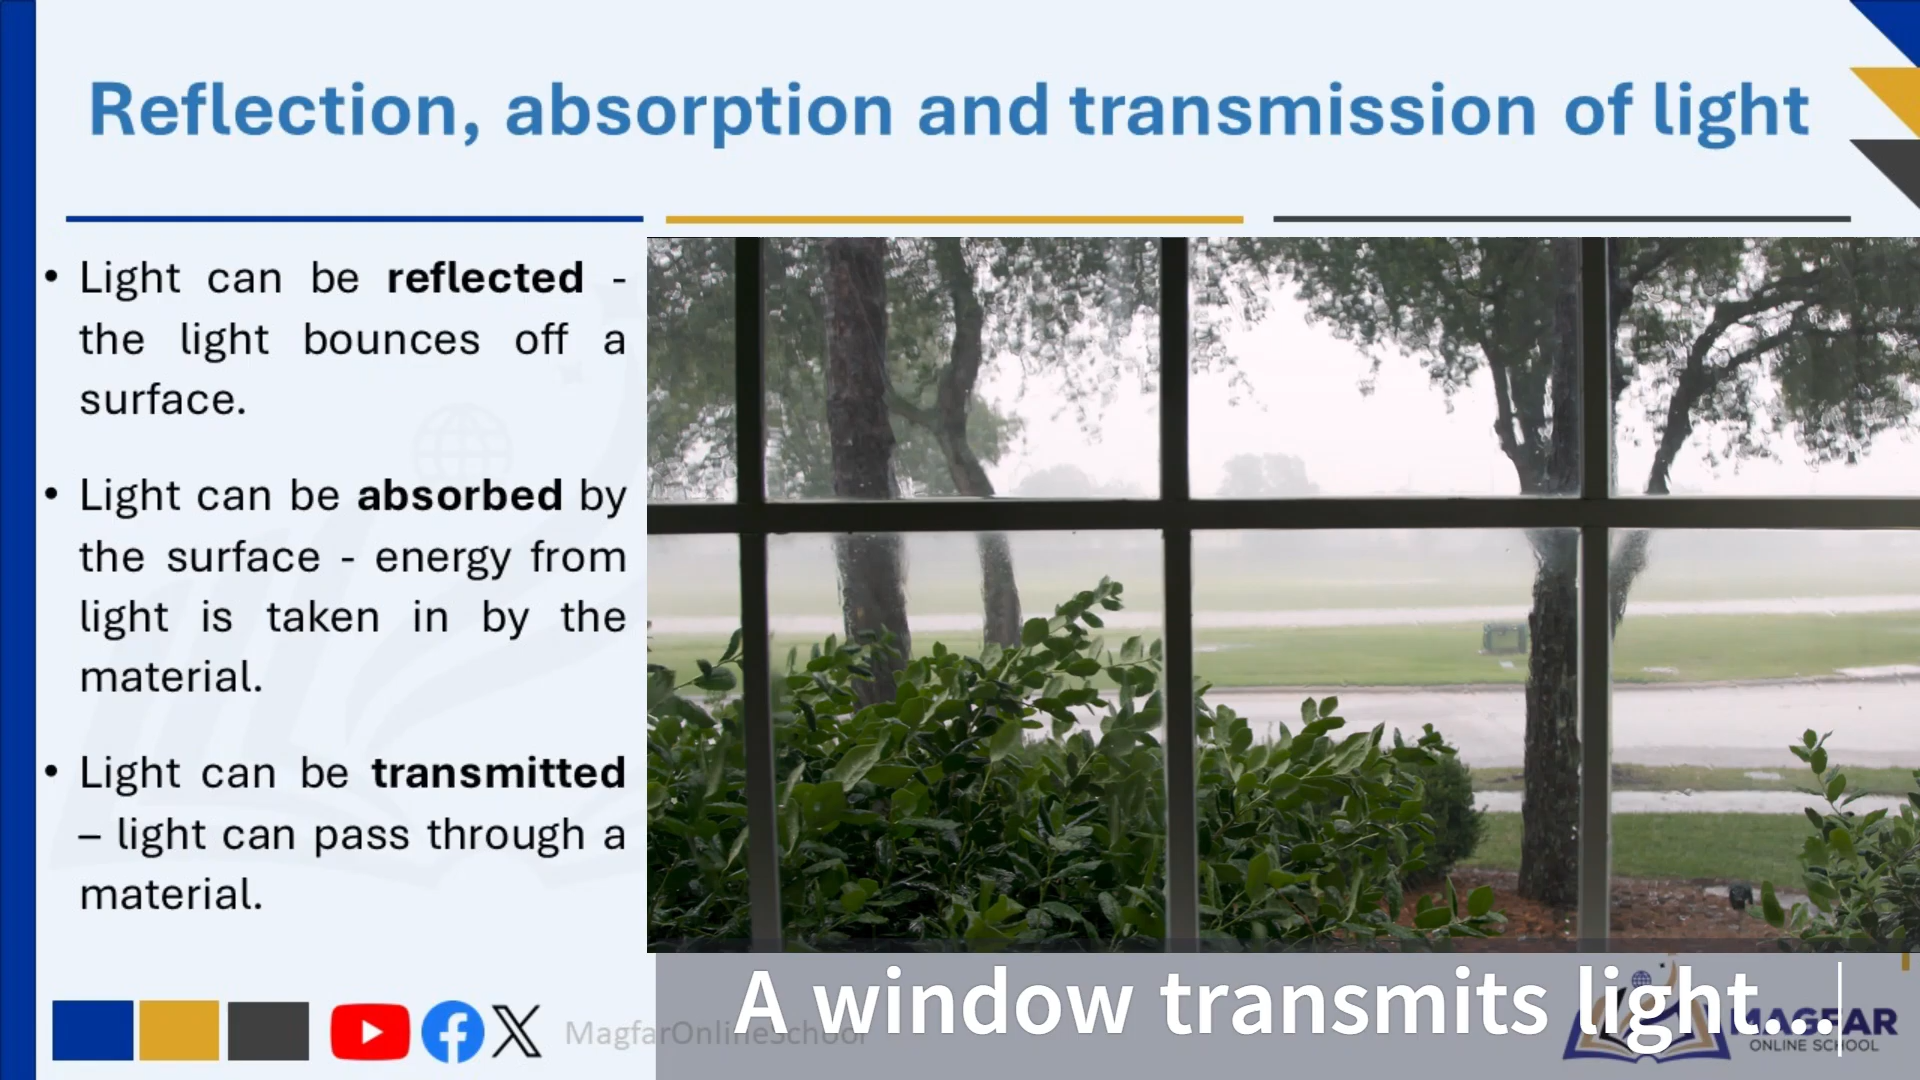 Reflection, absorption and transmission of light
• Light can be reflected -
the light bounces off a
surface.
• Light can be absorbed by
the surface - energy from
light is taken in by the
material.
• Light can be transmitted
– light can pass through a
material.
A window transmits light...
MagfarOnlineSchool
MAGFAR
ONLINE SCHOOL